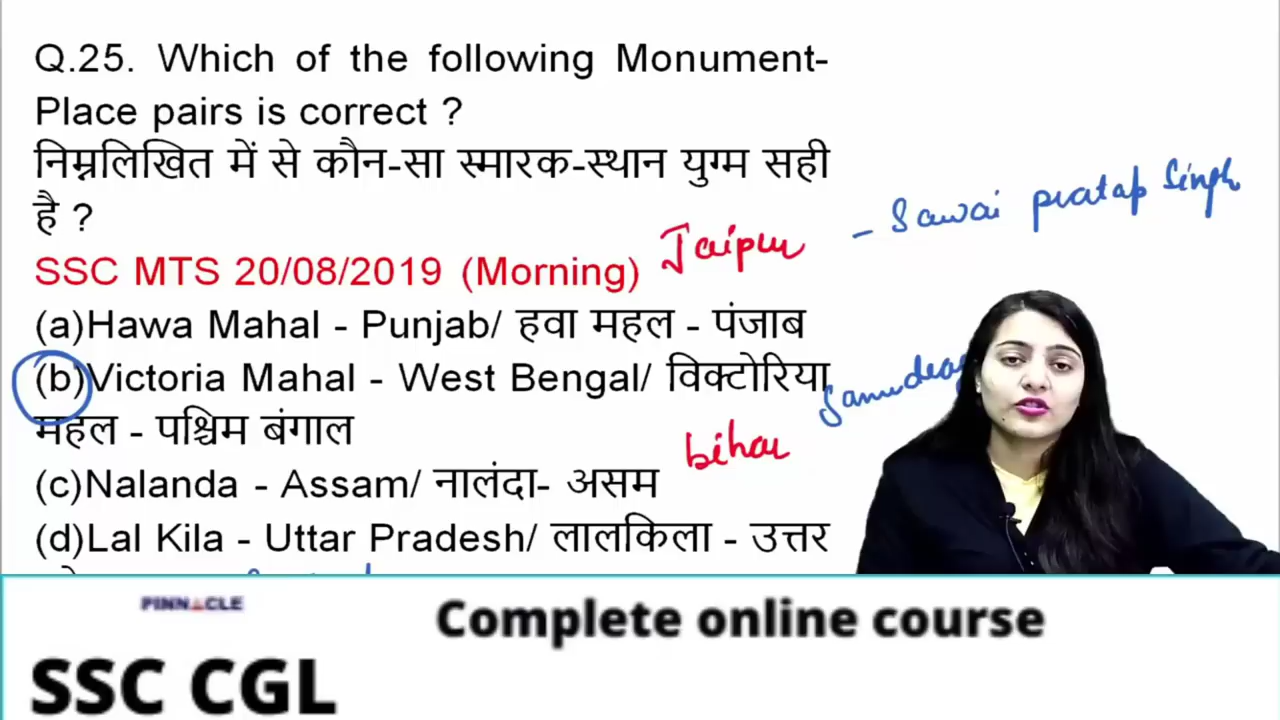 Q.25. Which of the following Monument-
Place pairs is correct ?
निम्नलिखित में से कौन-सा स्मारक-स्थान युग्म सही
है ?
- Sawai pratap Singh
SSC MTS 20/08/2019 (Morning) Jaipur
(a)Hawa Mahal - Punjab/ हवा महल - पंजाब
(b)Victoria Mahal - West Bengal/ विक्टोरिया
महल - पश्चिम बंगाल
bihar
(c)Nalanda - Assam/ नालंदा- असम
(d)Lal Kila - Uttar Pradesh/ लालकिला - उत्तर
PINNACLE
Complete online course
SSC CGL